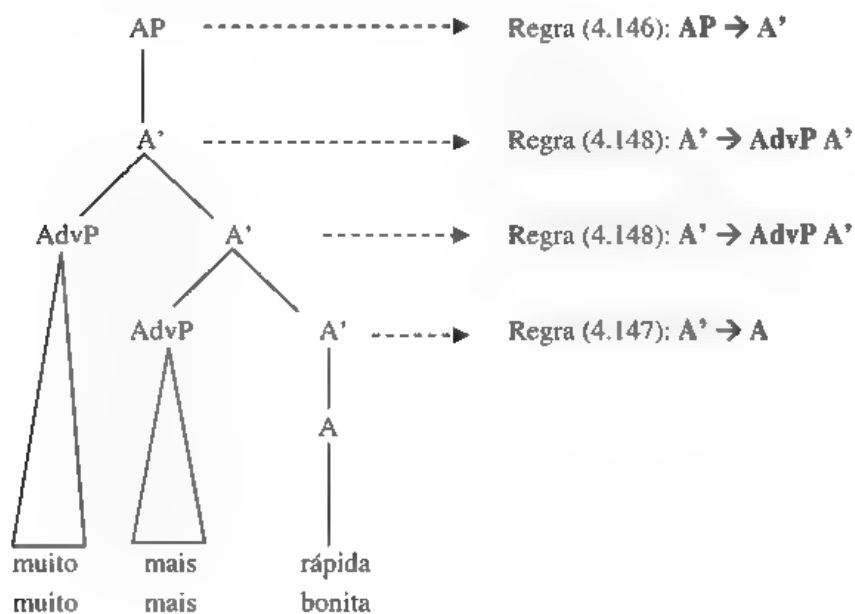 AP Regra (4.146): AP → A’
A’ Regra (4.148): A’ → AdvP A’
AdvP A’ Regra (4.148): A’ → AdvP A’
AdvP A’ Regra (4.147): A’ → A
A
muito mais rápida
muito mais bonita